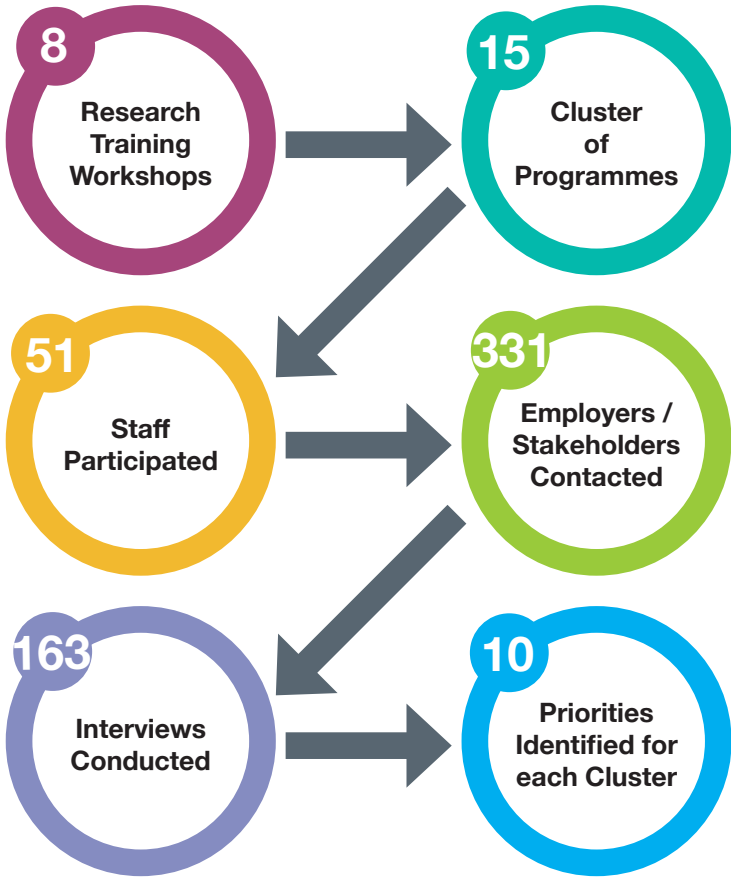 8
Research
Training
Workshops
15
Cluster
of
Programmes
51
Staff
Participated
331
Employers /
Stakeholders
Contacted
163
Interviews
Conducted
10
Priorities
Identified for
each Cluster